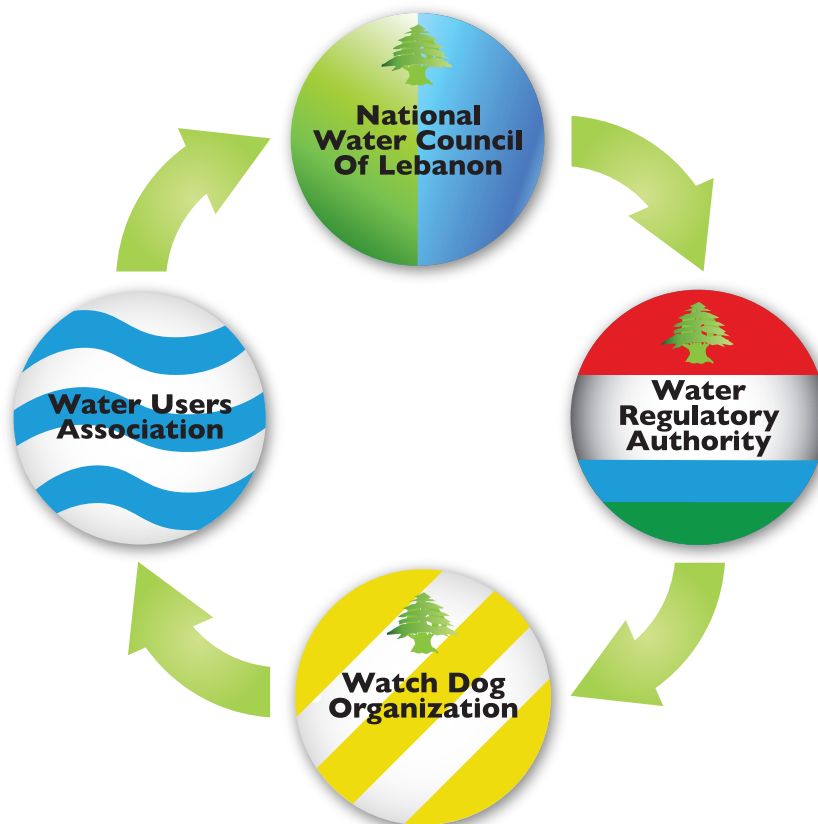 National
Water Council
Of Lebanon
Water
Regulatory
Authority
Watch Dog
Organization
Water Users
Association